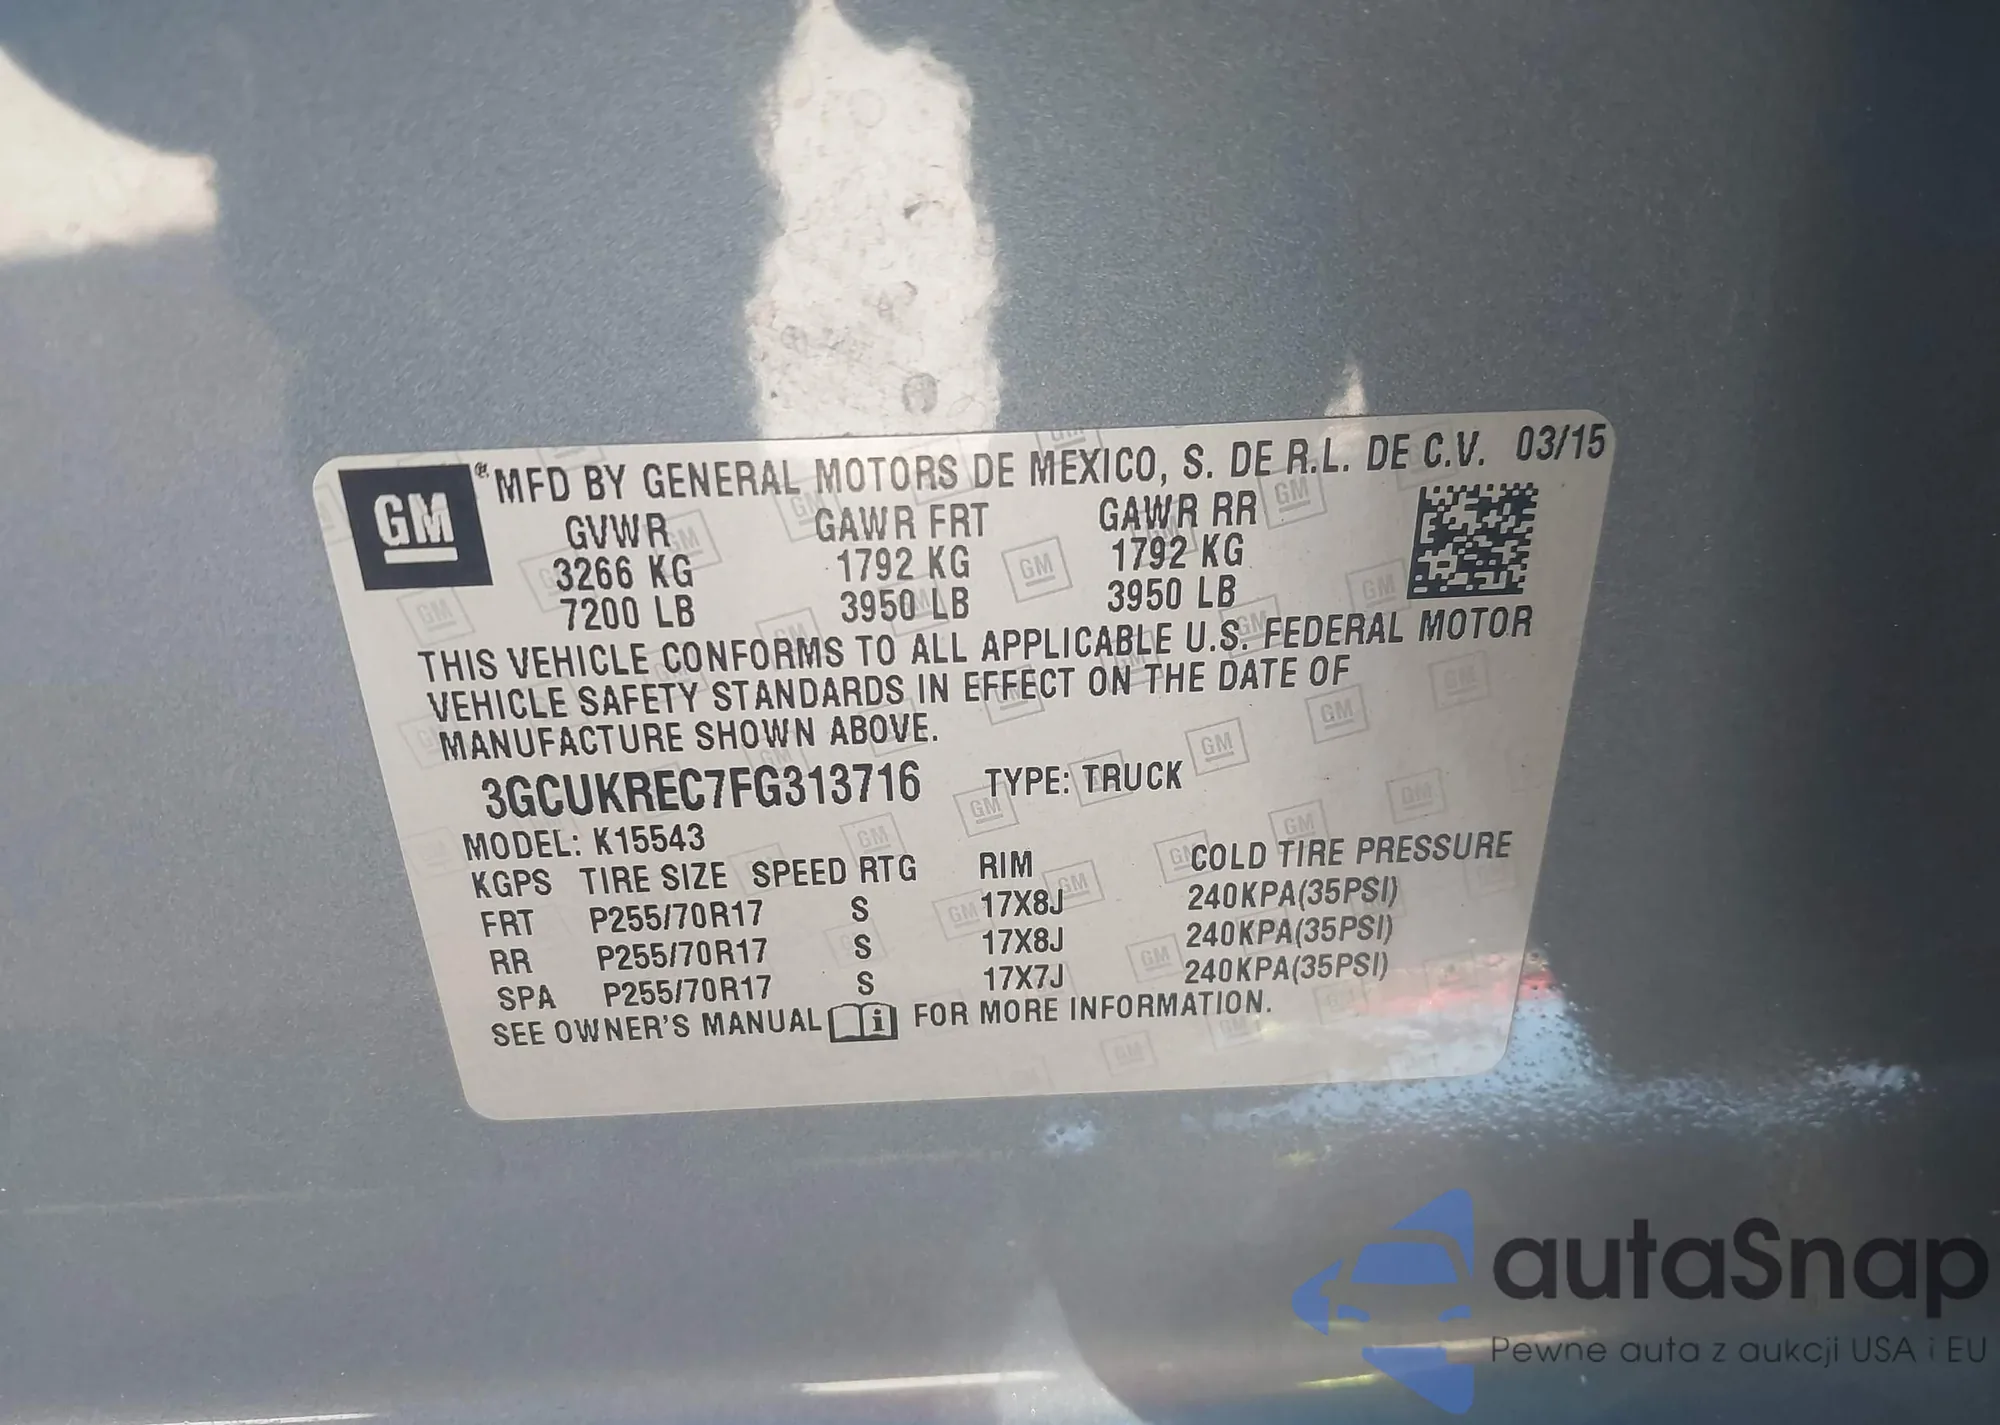 GM
® MFD BY GENERAL MOTORS DE MEXICO, S. DE R.L. DE C.V. 03/15
GVWR GAWR FRT GAWR RR
3266 KG 1792 KG 1792 KG
7200 LB 3950 LB 3950 LB
THIS VEHICLE CONFORMS TO ALL APPLICABLE U.S. FEDERAL MOTOR
VEHICLE SAFETY STANDARDS IN EFFECT ON THE DATE OF
MANUFACTURE SHOWN ABOVE.
3GCUKREC7FG313716 TYPE: TRUCK
MODEL: K15543
KGPS TIRE SIZE SPEED RTG RIM COLD TIRE PRESSURE
FRT P255/70R17 S 17X8J 240KPA(35PSI)
RR P255/70R17 S 17X8J 240KPA(35PSI)
SPA P255/70R17 S 17X7J 240KPA(35PSI)
SEE OWNER'S MANUAL i FOR MORE INFORMATION.
autaSnap
Pewne auta z aukcji USA i EU